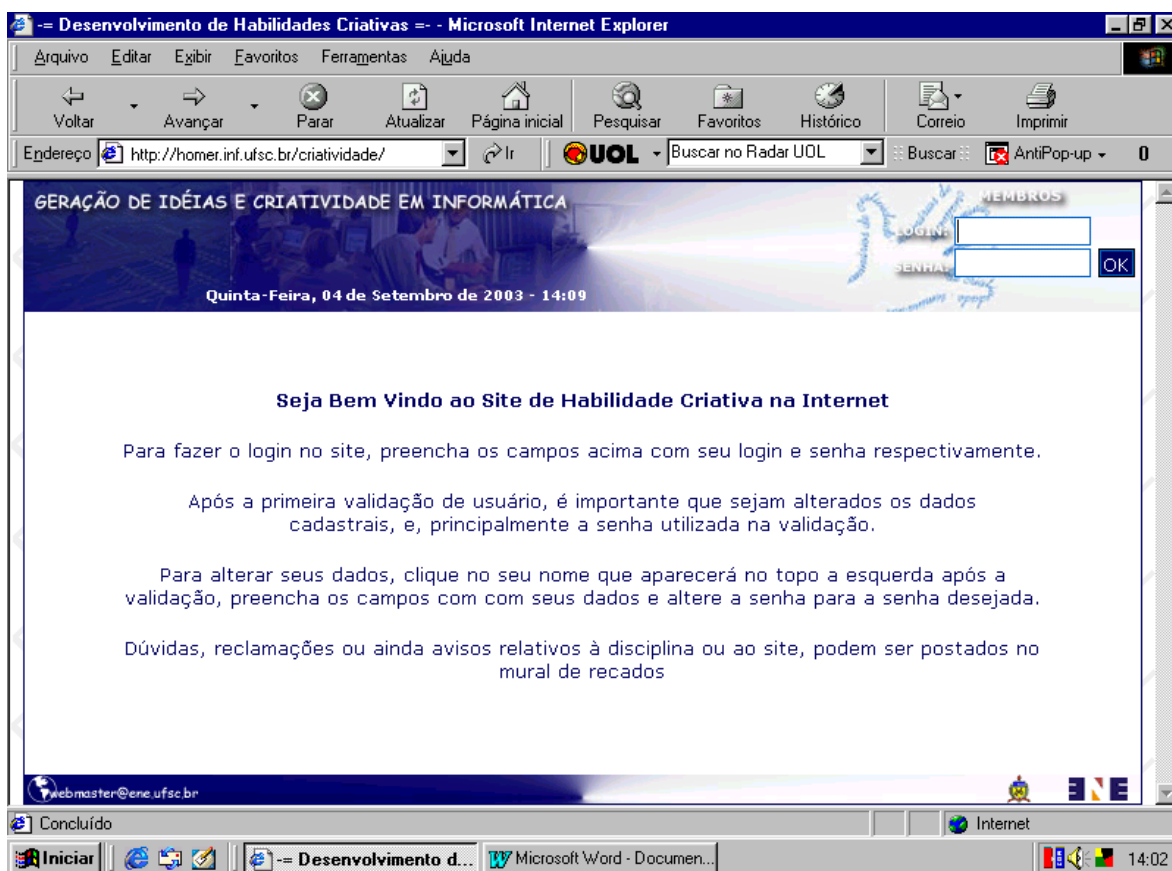 -= Desenvolvimento de Habilidades Criativas =- - Microsoft Internet Explorer
Arquivo Editar Exibir Favoritos Ferramentas Ajuda
Voltar Avançar Parar Atualizar Página inicial Pesquisar Favoritos Histórico Correio Imprimir
Endereço http://homer.inf.ufsc.br/criatividade/ Ir UOL Buscar no Radar UOL Buscar AntiPop-up 0
GERAÇÃO DE IDÉIAS E CRIATIVIDADE EM INFORMÁTICA
MEMBROS
LOGIN:
SENHA: OK
Quinta-Feira, 04 de Setembro de 2003 - 14:09
Seja Bem Vindo ao Site de Habilidade Criativa na Internet
Para fazer o login no site, preencha os campos acima com seu login e senha respectivamente.
Após a primeira validação de usuário, é importante que sejam alterados os dados
cadastrais, e, principalmente a senha utilizada na validação.
Para alterar seus dados, clique no seu nome que aparecerá no topo a esquerda após a
validação, preencha os campos com com seus dados e altere a senha para a senha desejada.
Dúvidas, reclamações ou ainda avisos relativos à disciplina ou ao site, podem ser postados no
mural de recados
webmaster@ene.ufsc.br ENE
Concluído Internet
Iniciar -= Desenvolvimento d... Microsoft Word - Documen... 14:02